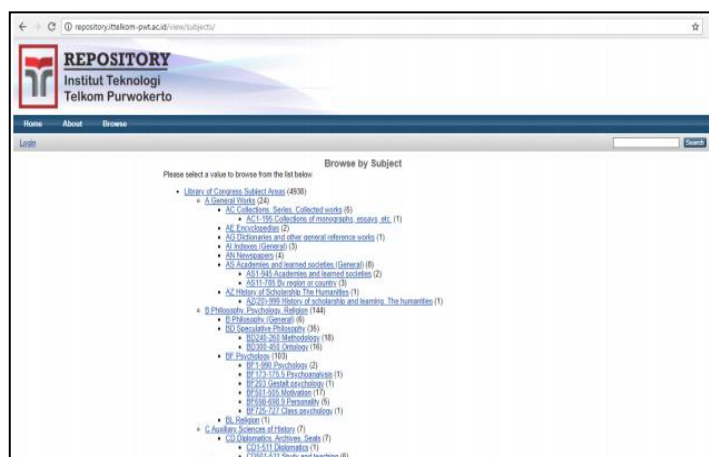 repository.ittelkom-pwt.ac.id/view/subjects/
REPOSITORY
Institut Teknologi
Telkom Purwokerto
Home About Browse
Login Search
Browse by Subject
Please select a value to browse from the list below.
Library of Congress Subject Areas (4938)
A General Works (24)
AC Collections. Series. Collected works (5)
AC1-195 Collections of monographs, essays, etc. (1)
AE Encyclopedias (2)
AG Dictionaries and other general reference works (1)
AI Indexes (General) (3)
AN Newspapers (4)
AS Academies and learned societies (General) (8)
AS1-945 Academies and learned societies (2)
AS11-785 By region or country (3)
AZ History of Scholarship The Humanities (1)
AZ(20)-999 History of scholarship and learning. The humanities (1)
B Philosophy. Psychology. Religion (144)
B Philosophy (General) (6)
BD Speculative Philosophy (35)
BD240-260 Methodology (18)
BD300-450 Ontology (16)
BF Psychology (103)
BF1-990 Psychology (2)
BF173-175.5 Psychoanalysis (1)
BF203 Gestalt psychology (1)
BF501-505 Motivation (17)
BF698-698.9 Personality (5)
BF725-727 Class psychology (1)
BL Religion (1)
C Auxiliary Sciences of History (7)
CD Diplomatics. Archives. Seals (7)
CD1-511 Diplomatics (1)
CD501-511 Study and teaching (6)